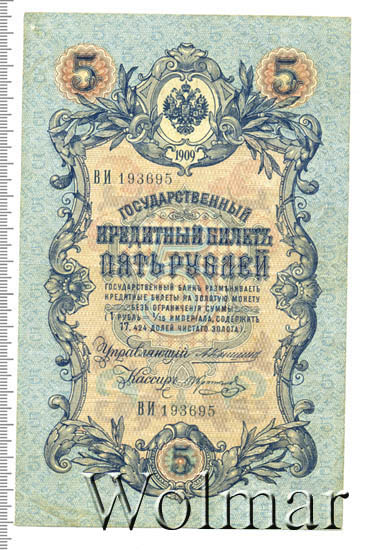 5 5
1909
ВИ 193695
ГОСУДАРСТВЕННЫЙ
КРЕДИТНЫЙ БИЛЕТЪ
ПЯТЬ РУБЛЕЙ
ГОСУДАРСТВЕННЫЙ БАНКЪ РАЗМѢНИВАЕТЪ
КРЕДИТНЫЕ БИЛЕТЫ НА ЗОЛОТУЮ МОНЕТУ
БЕЗЪ ОГРАНИЧЕНІЯ СУММЫ
(1 РУБЛЬ = 1/15 ИМПЕРІАЛА, СОДЕРЖИТЪ
17,424 ДОЛЕЙ ЧИСТАГО ЗОЛОТА).
Управляющій
Кассиръ
ВИ 193695
5
Wolmar